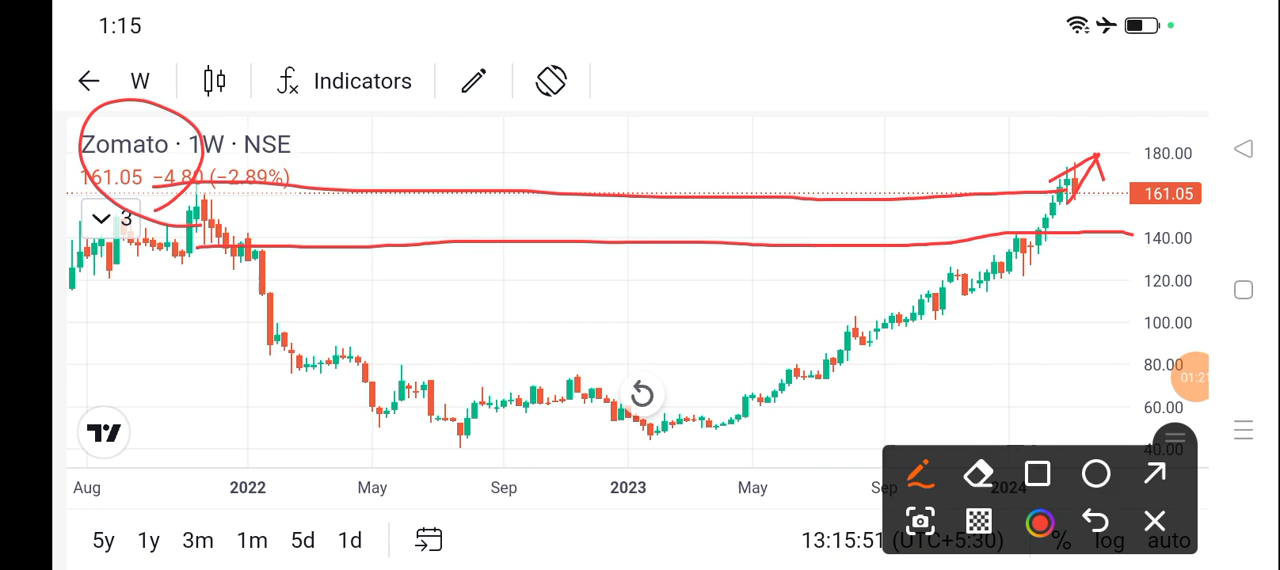 1:15
W
Indicators
Zomato · 1W · NSE
161.05 −4.80 (−2.89%)
3
180.00
161.05
140.00
120.00
100.00
80.00
60.00
40.00
01:21
Aug 2022 May Sep 2023 May Sep 2024
5y 1y 3m 1m 5d 1d
13:15:51 (UTC+5:30) % log auto